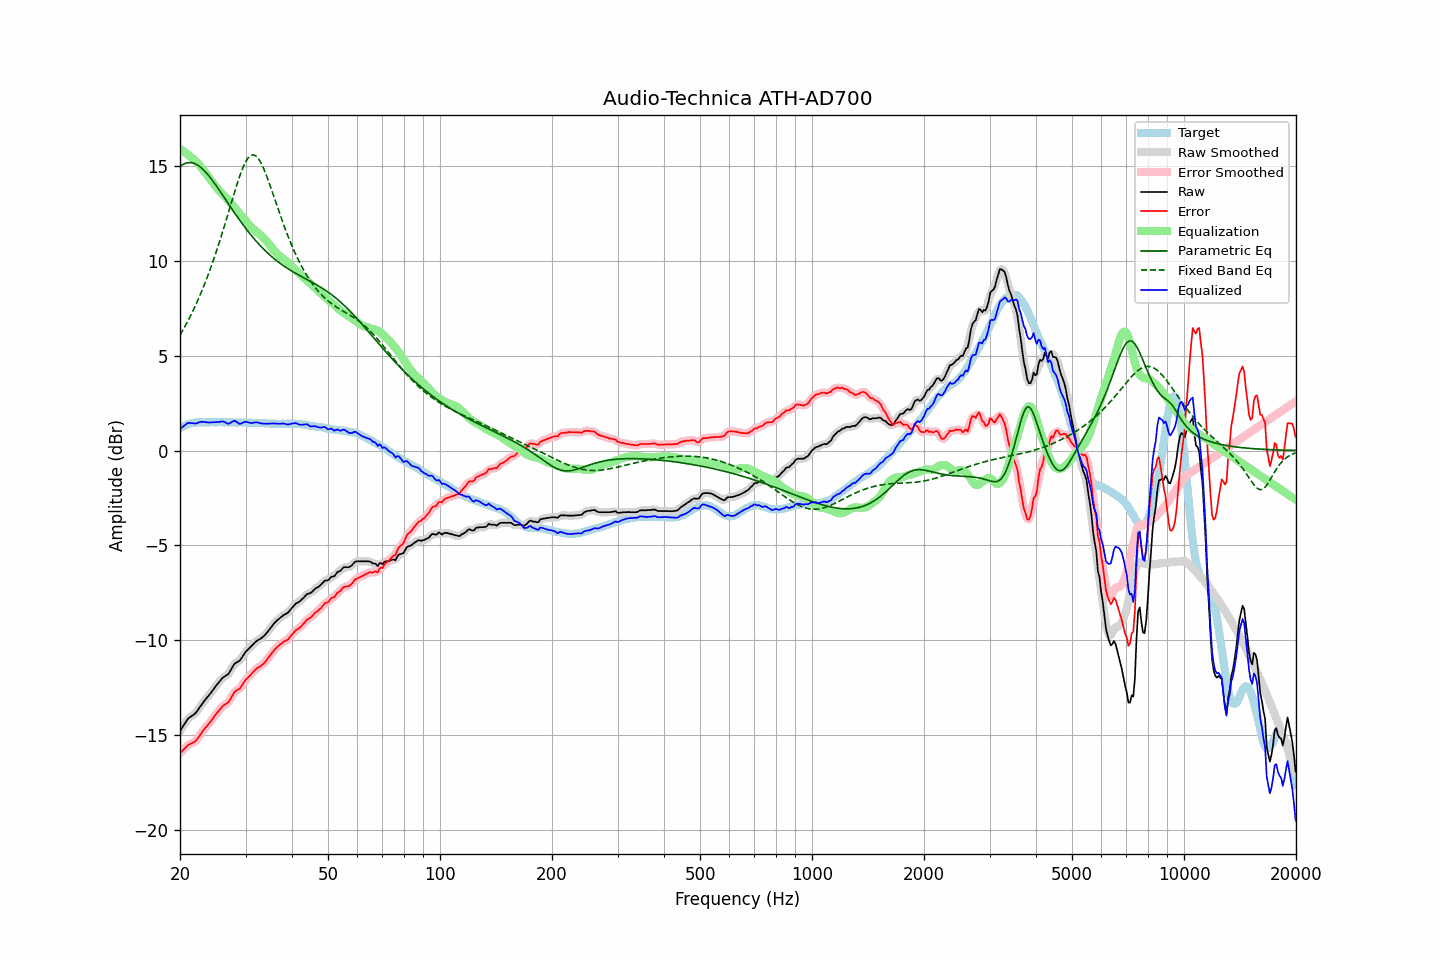 Audio-Technica ATH-AD700
Target
Raw Smoothed
Error Smoothed
Raw
Error
Equalization
Parametric Eq
Fixed Band Eq
Equalized
15
10
5
0
−5
−10
−15
−20
Amplitude (dBr)
20
50
100
200
500
1000
2000
5000
10000
20000
Frequency (Hz)